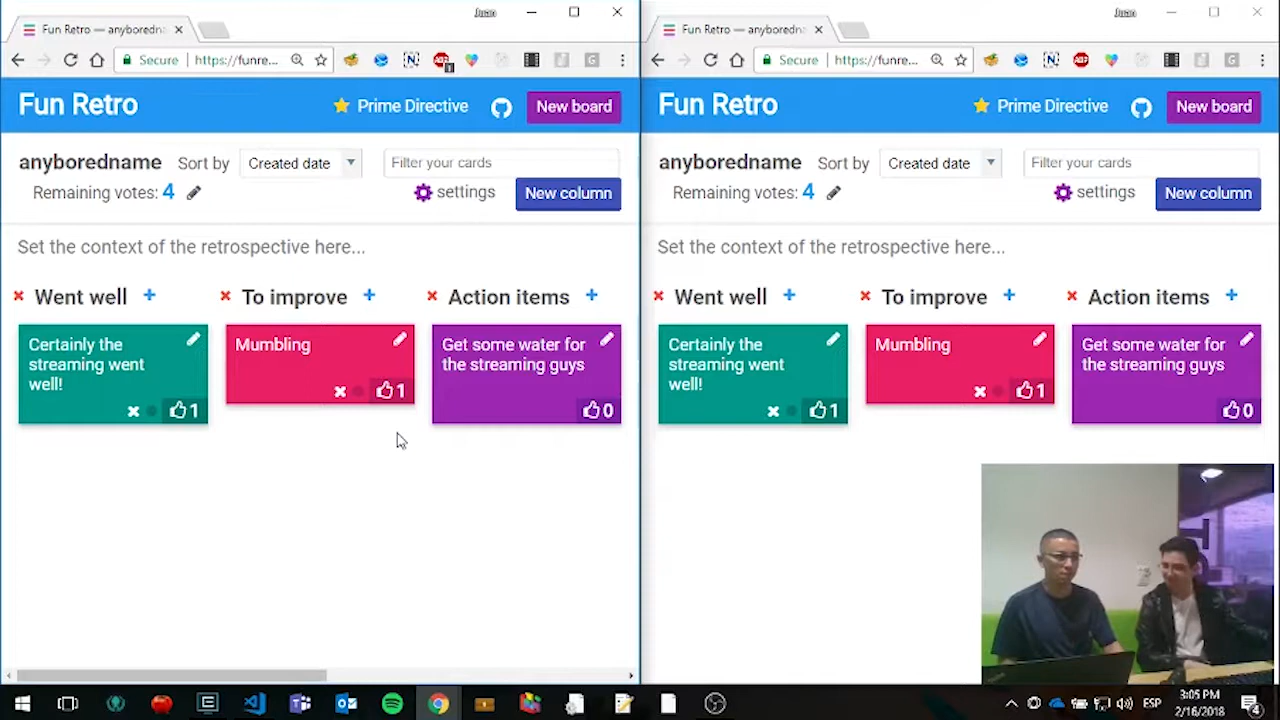 Juan
Fun Retro — anyboredn
Secure
https://funre...
Fun Retro
Prime Directive
New board
anyboredname
Sort by
Created date
Filter your cards
Remaining votes: 4
settings
New column
Set the context of the retrospective here...
Went well
To improve
Action items
Certainly the
streaming went
well!
1
Mumbling
1
Get some water for
the streaming guys
0
Juan
Fun Retro — anyboredn
Secure
https://funre...
Fun Retro
Prime Directive
New board
anyboredname
Sort by
Created date
Filter your cards
Remaining votes: 4
settings
New column
Set the context of the retrospective here...
Went well
To improve
Action items
Certainly the
streaming went
well!
1
Mumbling
1
Get some water for
the streaming guys
0
ESP
3:05 PM
2/16/2018
4